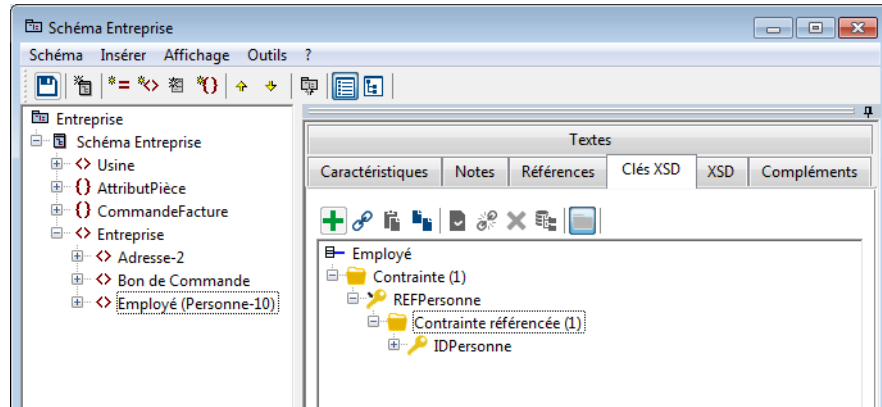 Schéma Entreprise
Schéma Insérer Affichage Outils ?
Entreprise
Schéma Entreprise
Usine
AttributPièce
CommandeFacture
Entreprise
Adresse-2
Bon de Commande
Employé (Personne-10)
Textes
Caractéristiques Notes Références Clés XSD XSD Compléments
Employé
Contrainte (1)
REFPersonne
Contrainte référencée (1)
IDPersonne